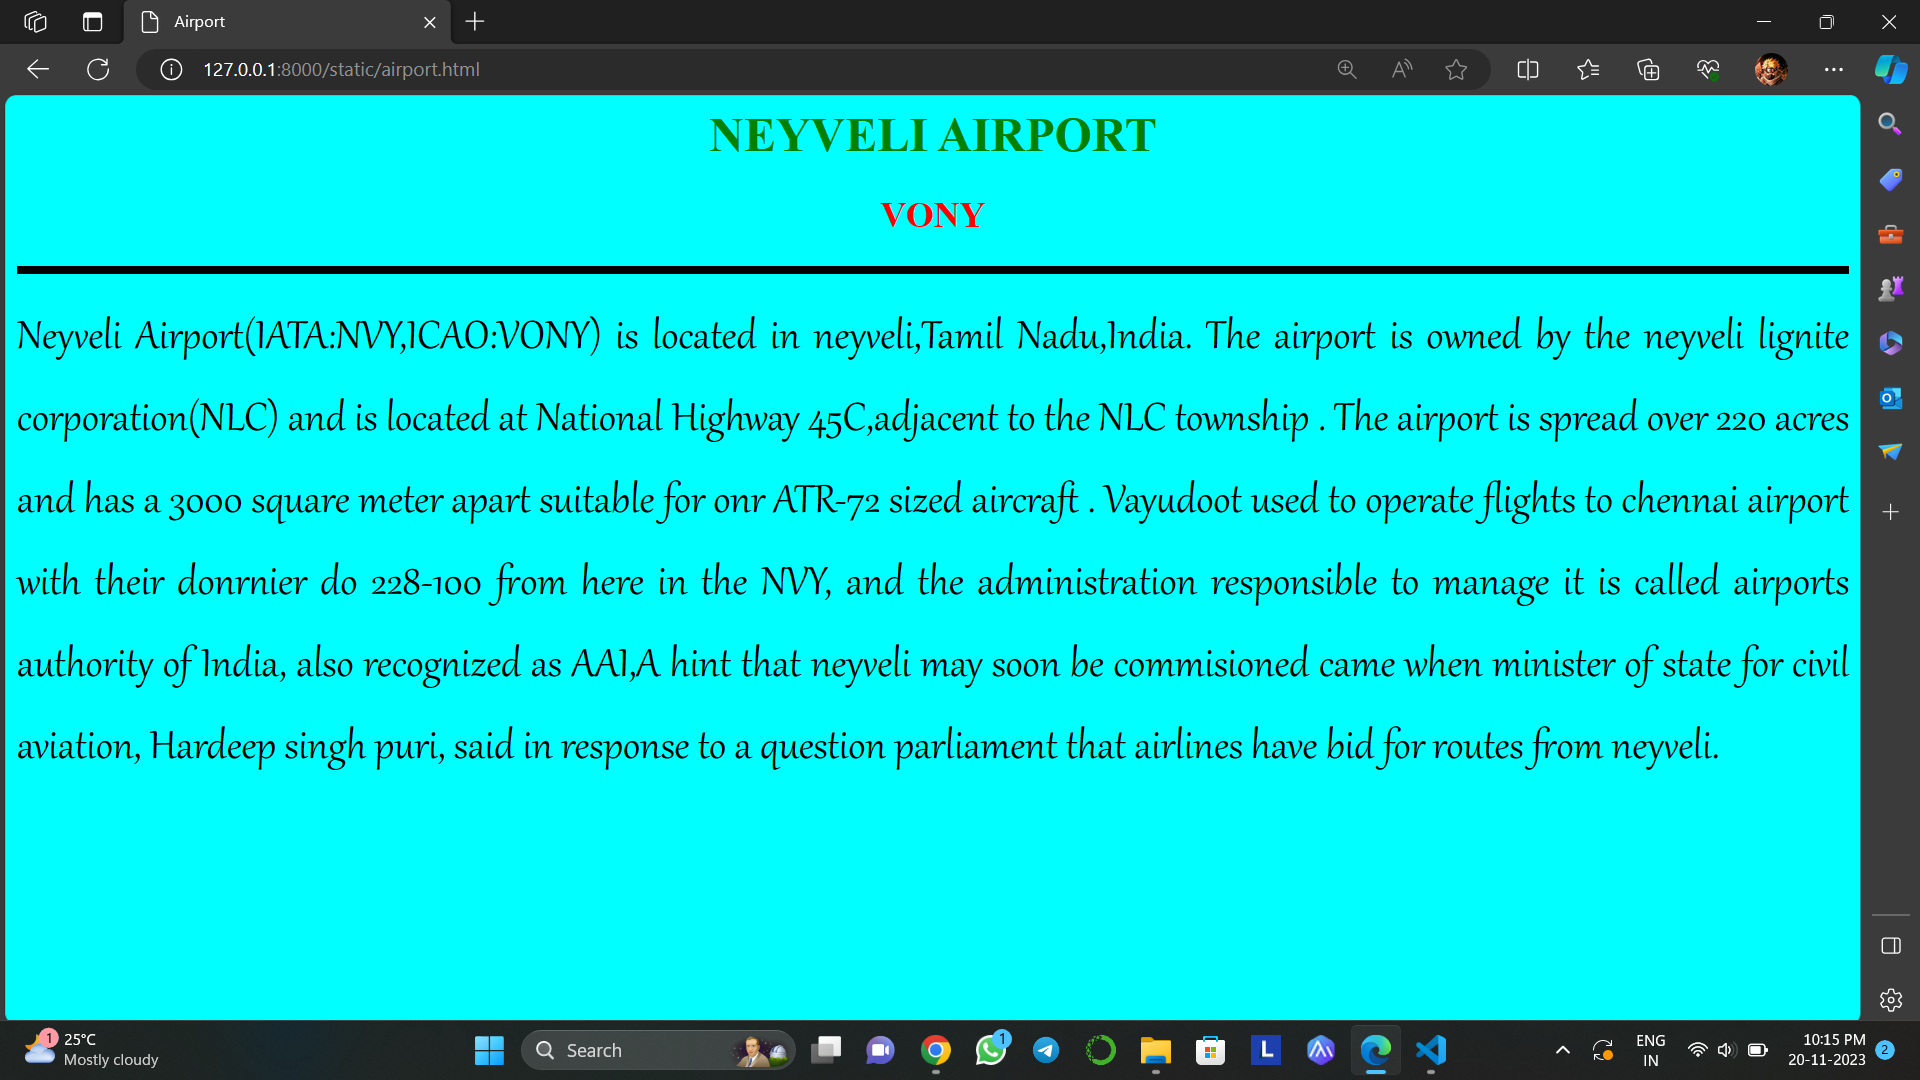 Airport
127.0.0.1:8000/static/airport.html
NEYVELI AIRPORT
VONY
Neyveli Airport(IATA:NVY,ICAO:VONY) is located in neyveli,Tamil Nadu,India. The airport is owned by the neyveli lignite
corporation(NLC) and is located at National Highway 45C,adjacent to the NLC township . The airport is spread over 220 acres
and has a 3000 square meter apart suitable for onr ATR-72 sized aircraft . Vayudoot used to operate flights to chennai airport
with their donrnier do 228-100 from here in the NVY, and the administration responsible to manage it is called airports
authority of India, also recognized as AAI,A hint that neyveli may soon be commisioned came when minister of state for civil
aviation, Hardeep singh puri, said in response to a question parliament that airlines have bid for routes from neyveli.
1
25°C
Mostly cloudy
Search
1
L
ENG
IN
10:15 PM
20-11-2023
2